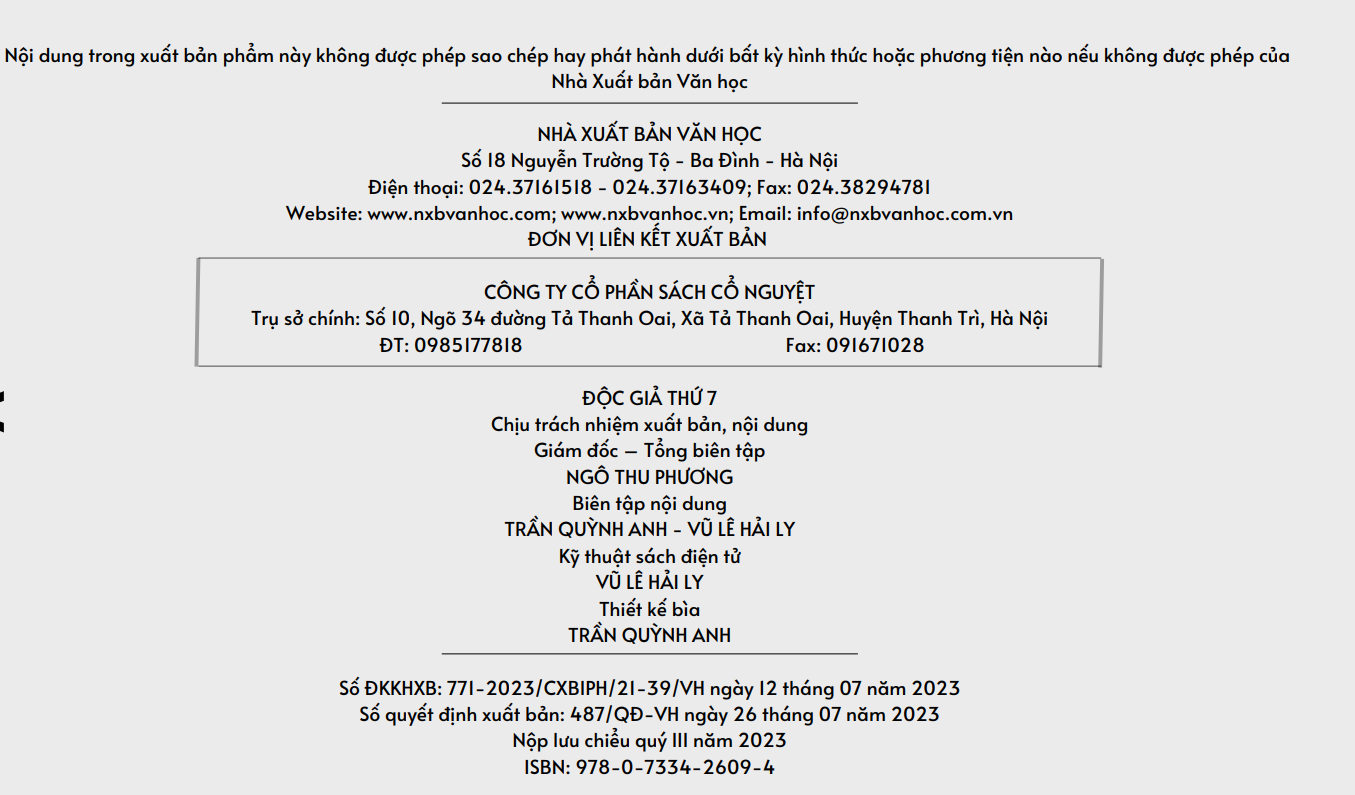 Nội dung trong xuất bản phẩm này không được phép sao chép hay phát hành dưới bất kỳ hình thức hoặc phương tiện nào nếu không được phép của
Nhà Xuất bản Văn học
NHÀ XUẤT BẢN VĂN HỌC
Số 18 Nguyễn Trường Tộ - Ba Đình - Hà Nội
Điện thoại: 024.37161518 - 024.37163409; Fax: 024.38294781
Website: www.nxbvanhoc.com; www.nxbvanhoc.vn; Email: info@nxbvanhoc.com.vn
ĐƠN VỊ LIÊN KẾT XUẤT BẢN
CÔNG TY CỔ PHẦN SÁCH CỔ NGUYỆT
Trụ sở chính: Số 10, Ngõ 34 đường Tả Thanh Oai, Xã Tả Thanh Oai, Huyện Thanh Trì, Hà Nội
ĐT: 0985177818 Fax: 091671028
ĐỘC GIẢ THỨ 7
Chịu trách nhiệm xuất bản, nội dung
Giám đốc – Tổng biên tập
NGÔ THU PHƯƠNG
Biên tập nội dung
TRẦN QUỲNH ANH - VŨ LÊ HẢI LY
Kỹ thuật sách điện tử
VŨ LÊ HẢI LY
Thiết kế bìa
TRẦN QUỲNH ANH
Số ĐKKHXB: 771-2023/CXBIPH/21-39/VH ngày 12 tháng 07 năm 2023
Số quyết định xuất bản: 487/QĐ-VH ngày 26 tháng 07 năm 2023
Nộp lưu chiểu quý III năm 2023
ISBN: 978-0-7334-2609-4